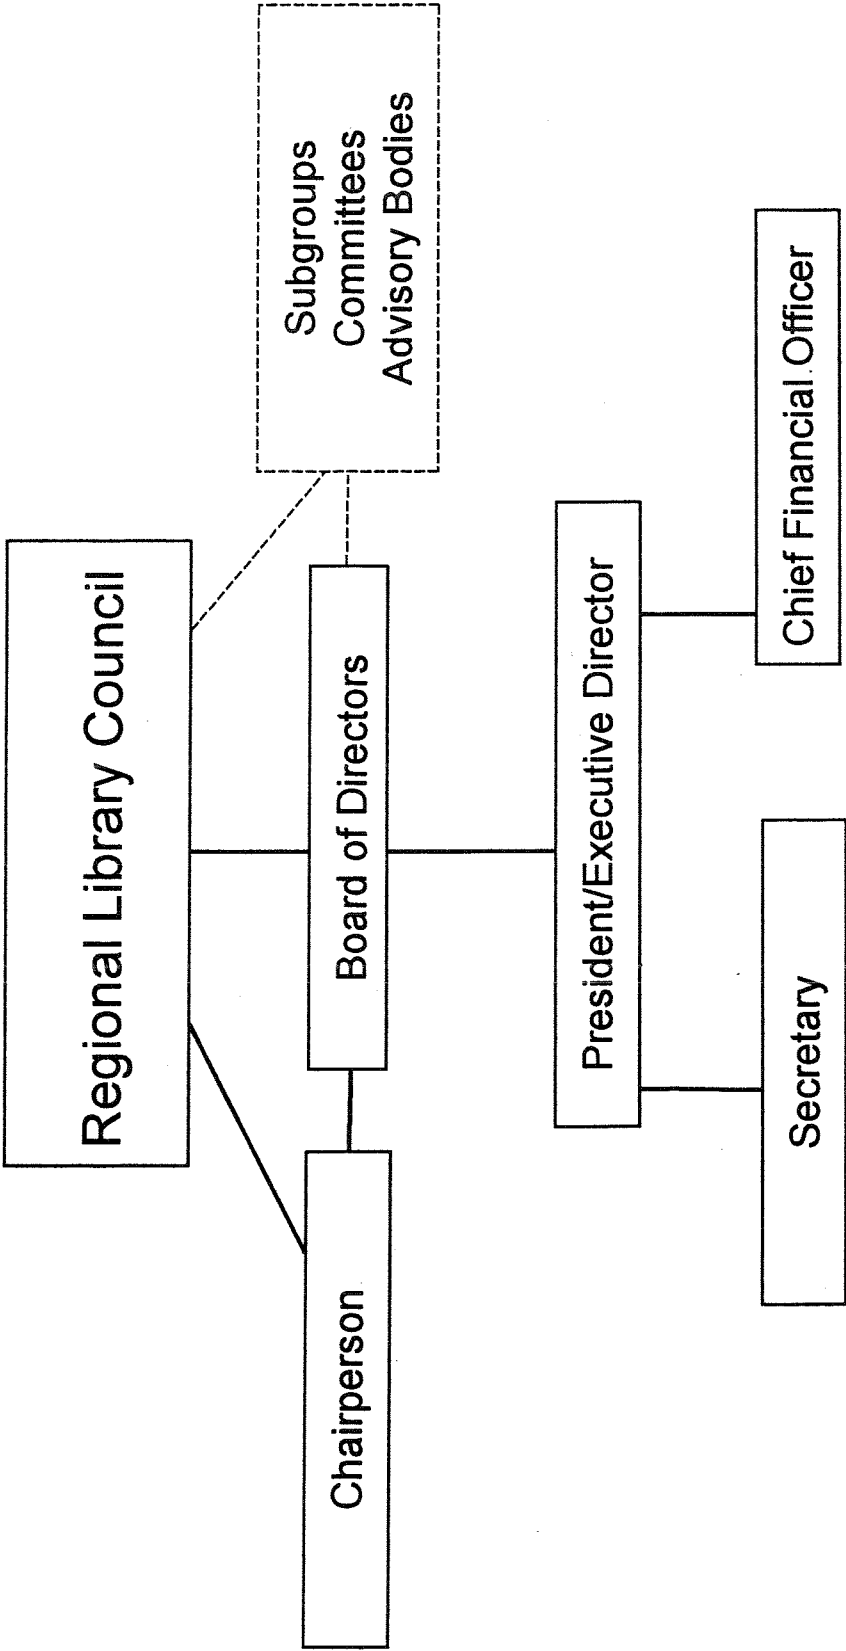 Regional Library Council
Subgroups
Committees
Advisory Bodies
Chairperson
Board of Directors
President/Executive Director
Secretary
Chief Financial Officer